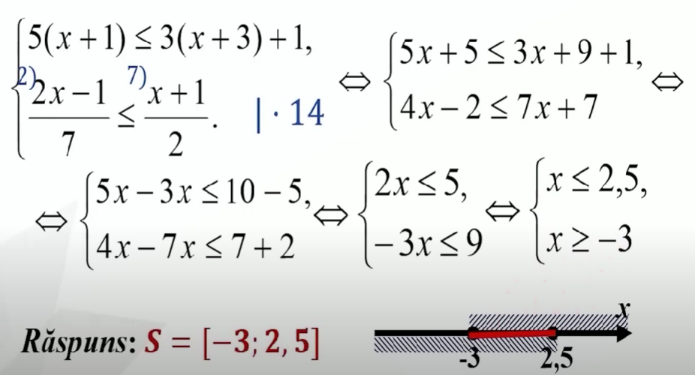 { 5(x + 1) ≤ 3(x + 3) + 1, ⇔ { 5x + 5 ≤ 3x + 9 + 1, ⇔
2) (2x − 1)/7 ≤ 7) (x + 1)/2 . | · 14 4x − 2 ≤ 7x + 7
⇔ { 5x − 3x ≤ 10 − 5, ⇔ { 2x ≤ 5, ⇔ { x ≤ 2,5,
4x − 7x ≤ 7 + 2 −3x ≤ 9 x ≥ −3
x
Răspuns: S = [−3; 2, 5]
-3 2,5